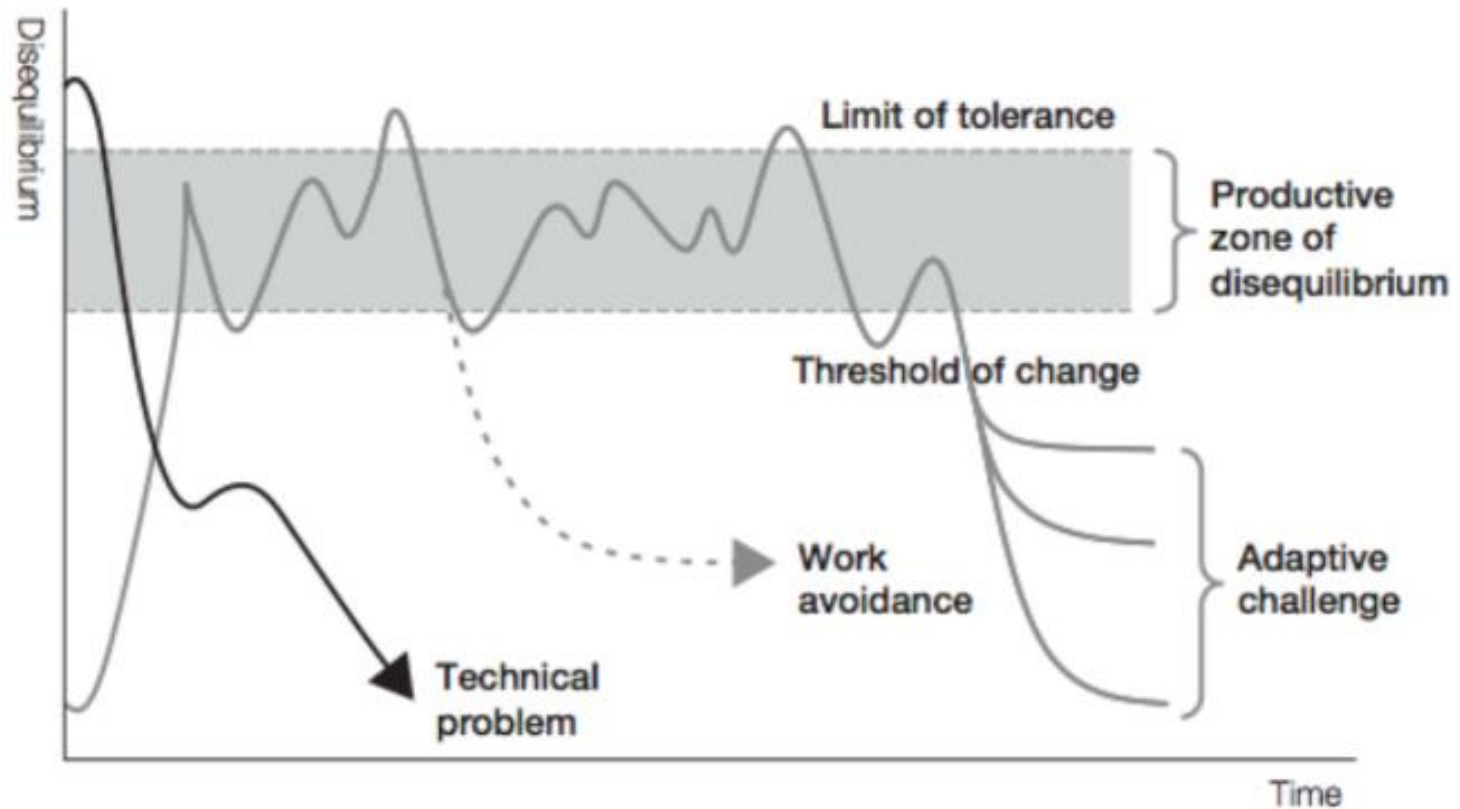 Disequilibrium
Limit of tolerance
Productive
zone of
disequilibrium
Threshold of change
Work
avoidance
Adaptive
challenge
Technical
problem
Time